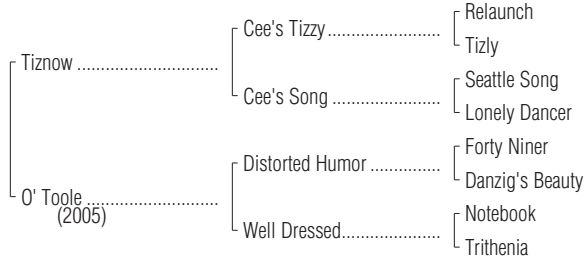 Relaunch
Cee's Tizzy ..........................
Tizly
Tiznow .................................
Seattle Song
Cee's Song .........................
Lonely Dancer
Forty Niner
Distorted Humor ................
Danzig's Beauty
O' Toole ...............................
(2005)
Notebook
Well Dressed.......................
Trithenia